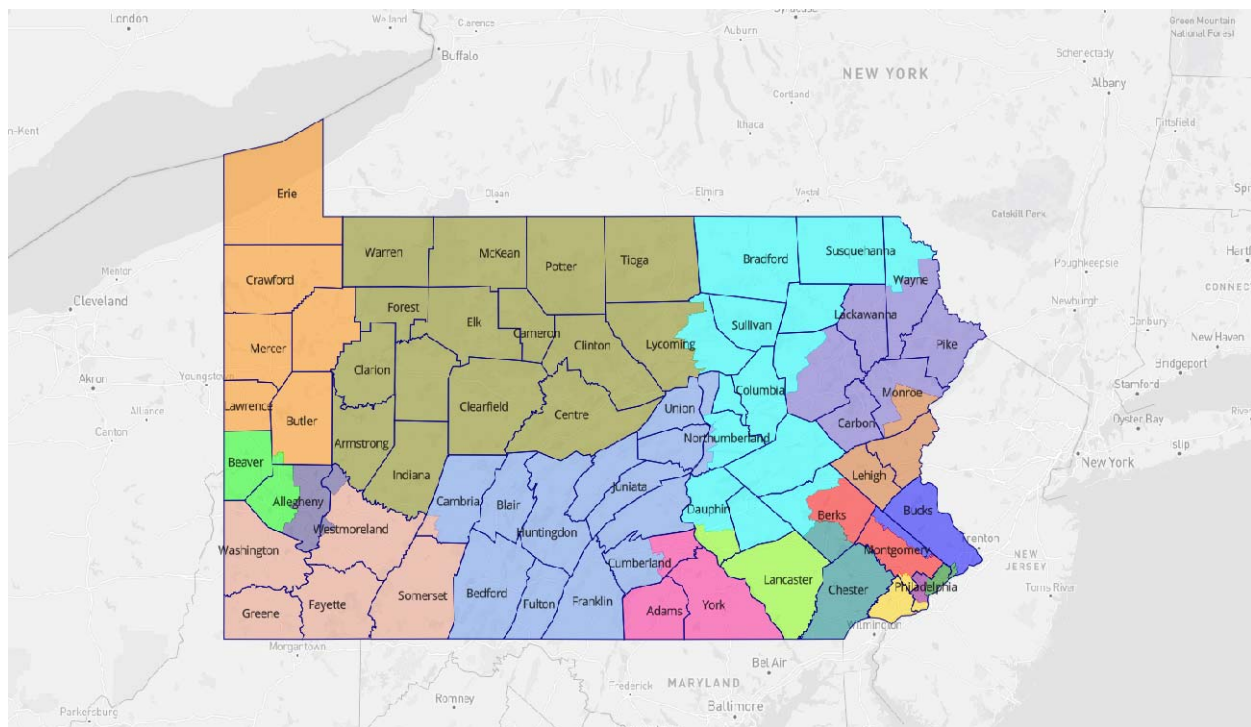 London
Woodland
Clarence
Syracuse
Auburn
Green Mountain
National Forest
Buffalo
Schenectady
NEW YORK
Albany
Cortland
Pittsfield
Ithaca
Erie
Olean
Elmira
Vestal
Catskill Park
Warren
McKean
Potter
Tioga
Bradford
Susquehanna
Wayne
Mentor
Crawford
Poughkeepsie
Cleveland
Forest
Elk
Cameron
Clinton
Lycoming
Sullivan
Lackawanna
Newburgh
Danbury
New Haven
Mercer
Pike
Bridgeport
Akron
Youngstown
Clarion
Clearfield
Centre
Union
Columbia
Monroe
Stamford
Alliance
Lawrence
Butler
Carbon
Oyster Bay
Canton
Armstrong
Northumberland
slip
New York
Beaver
Indiana
Juniata
Lehigh
Allegheny
Cambria
Blair
Dauphin
Berks
Bucks
Westmoreland
Huntingdon
Montgomery
Trenton
Washington
Cumberland
NEW
JERSEY
Lancaster
Chester
Philadelphia
Toms River
Greene
Fayette
Somerset
Bedford
Fulton
Franklin
Adams
York
Wilmington
Morgantown
Bel Air
Romney
Frederick
MARYLAND
Parkersburg
Baltimore